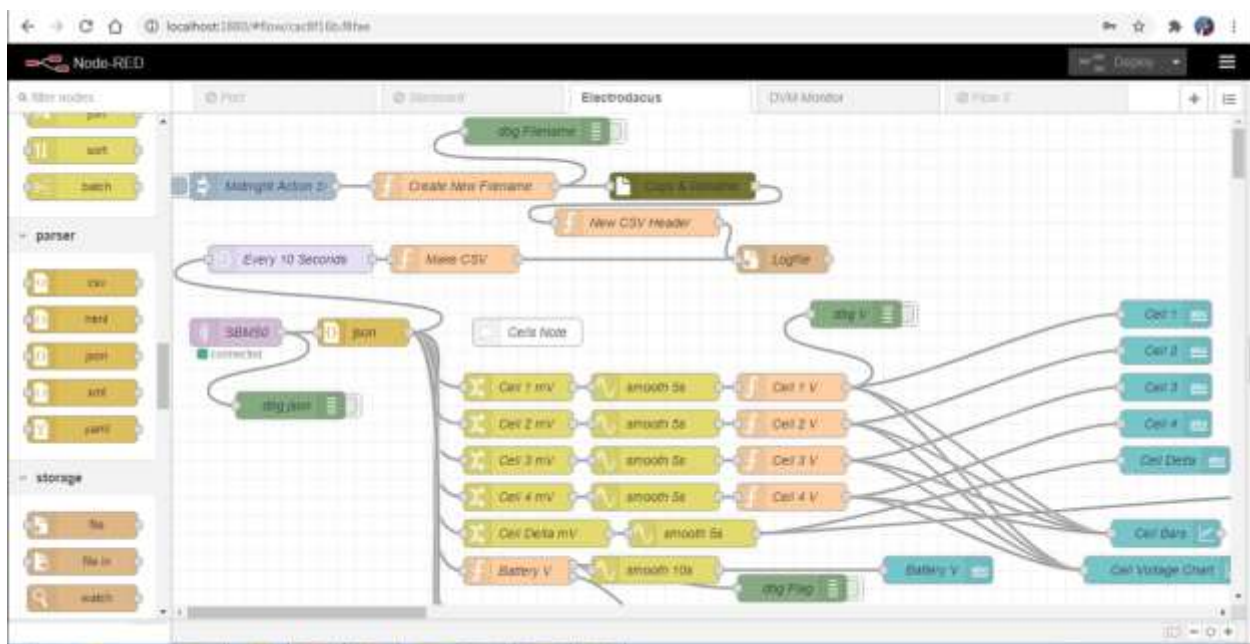 Node-RED
Deploy
filter nodes
Electrodacus
DVM Monitor
sort
batch
parser
csv
html
json
xml
yaml
storage
file
file in
watch
dbg Filename
Create New Filename
New CSV Header
Every 10 Seconds
Make CSV
Logfile
json
connected
dbg json
Cells Note
dbg V
Cell 1 mV
smooth 5s
Cell 1 V
Cell 2 mV
smooth 5s
Cell 2 V
Cell 3 mV
smooth 5s
Cell 3 V
Cell 4 mV
smooth 5s
Cell 4 V
Cell Delta mV
smooth 5s
Battery V
smooth 10s
dbg Flag
Battery V
Cell 1
Cell 2
Cell 3
Cell 4
Cell Delta
Cell Bars
Cell Voltage Chart